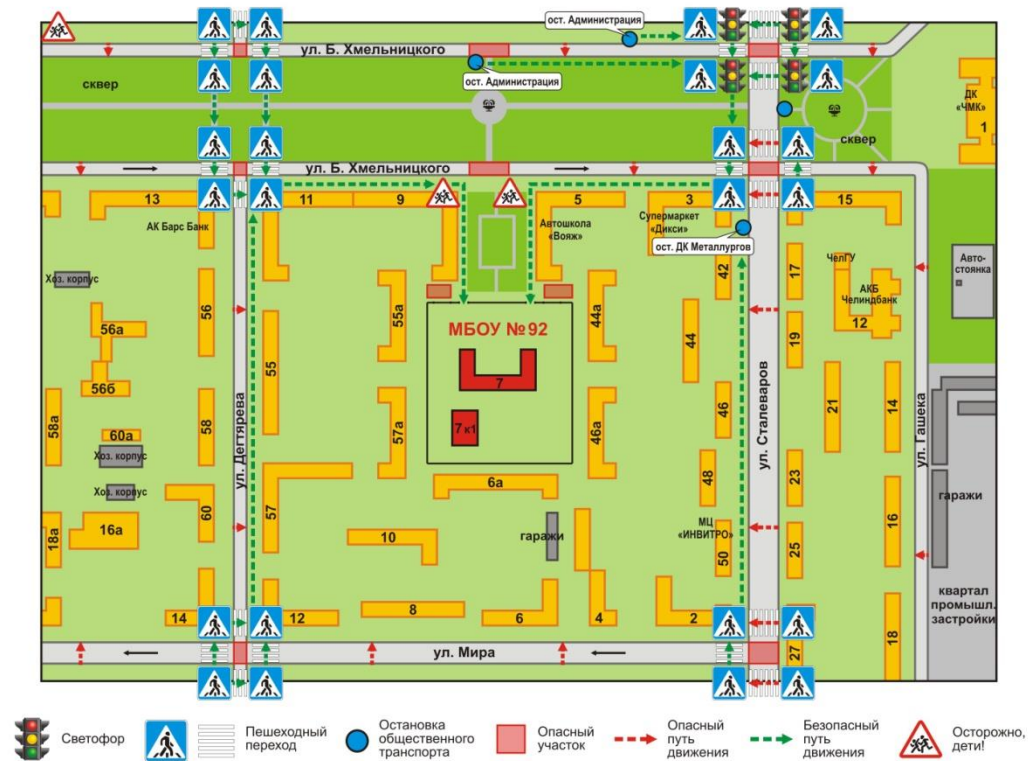 ост. Администрация
ул. Б. Хмельницкого
ост. Администрация
сквер
ДК
«ЧМК»
1
сквер
ул. Б. Хмельницкого
13
11
9
5
3
15
АК Барс Банк
Автошкола
«Вояж»
Супермаркет
«Дикси»
ост. ДК Металлургов
42
17
ЧелГУ
АКБ
Челиндбанк
12
Авто-
стоянка
Хоз. корпус
56
56а
56б
55а
55
МБОУ №92
7
7к1
44а
44
19
58а
58
60а
Хоз. корпус
Хоз. корпус
57а
46а
46
21
14
ул. Дегтярева
ул. Сталеваров
ул. Гашека
48
23
6а
гаражи
гаражи
18а
16а
60
57
10
МЦ
«ИНВИТРО»
50
25
16
квартал
промышл.
застройки
14
12
8
6
4
2
27
18
ул. Мира
Светофор
Пешеходный
переход
Остановка
общественного
транспорта
Опасный
участок
Опасный
путь
движения
Безопасный
путь
движения
Осторожно,
дети!